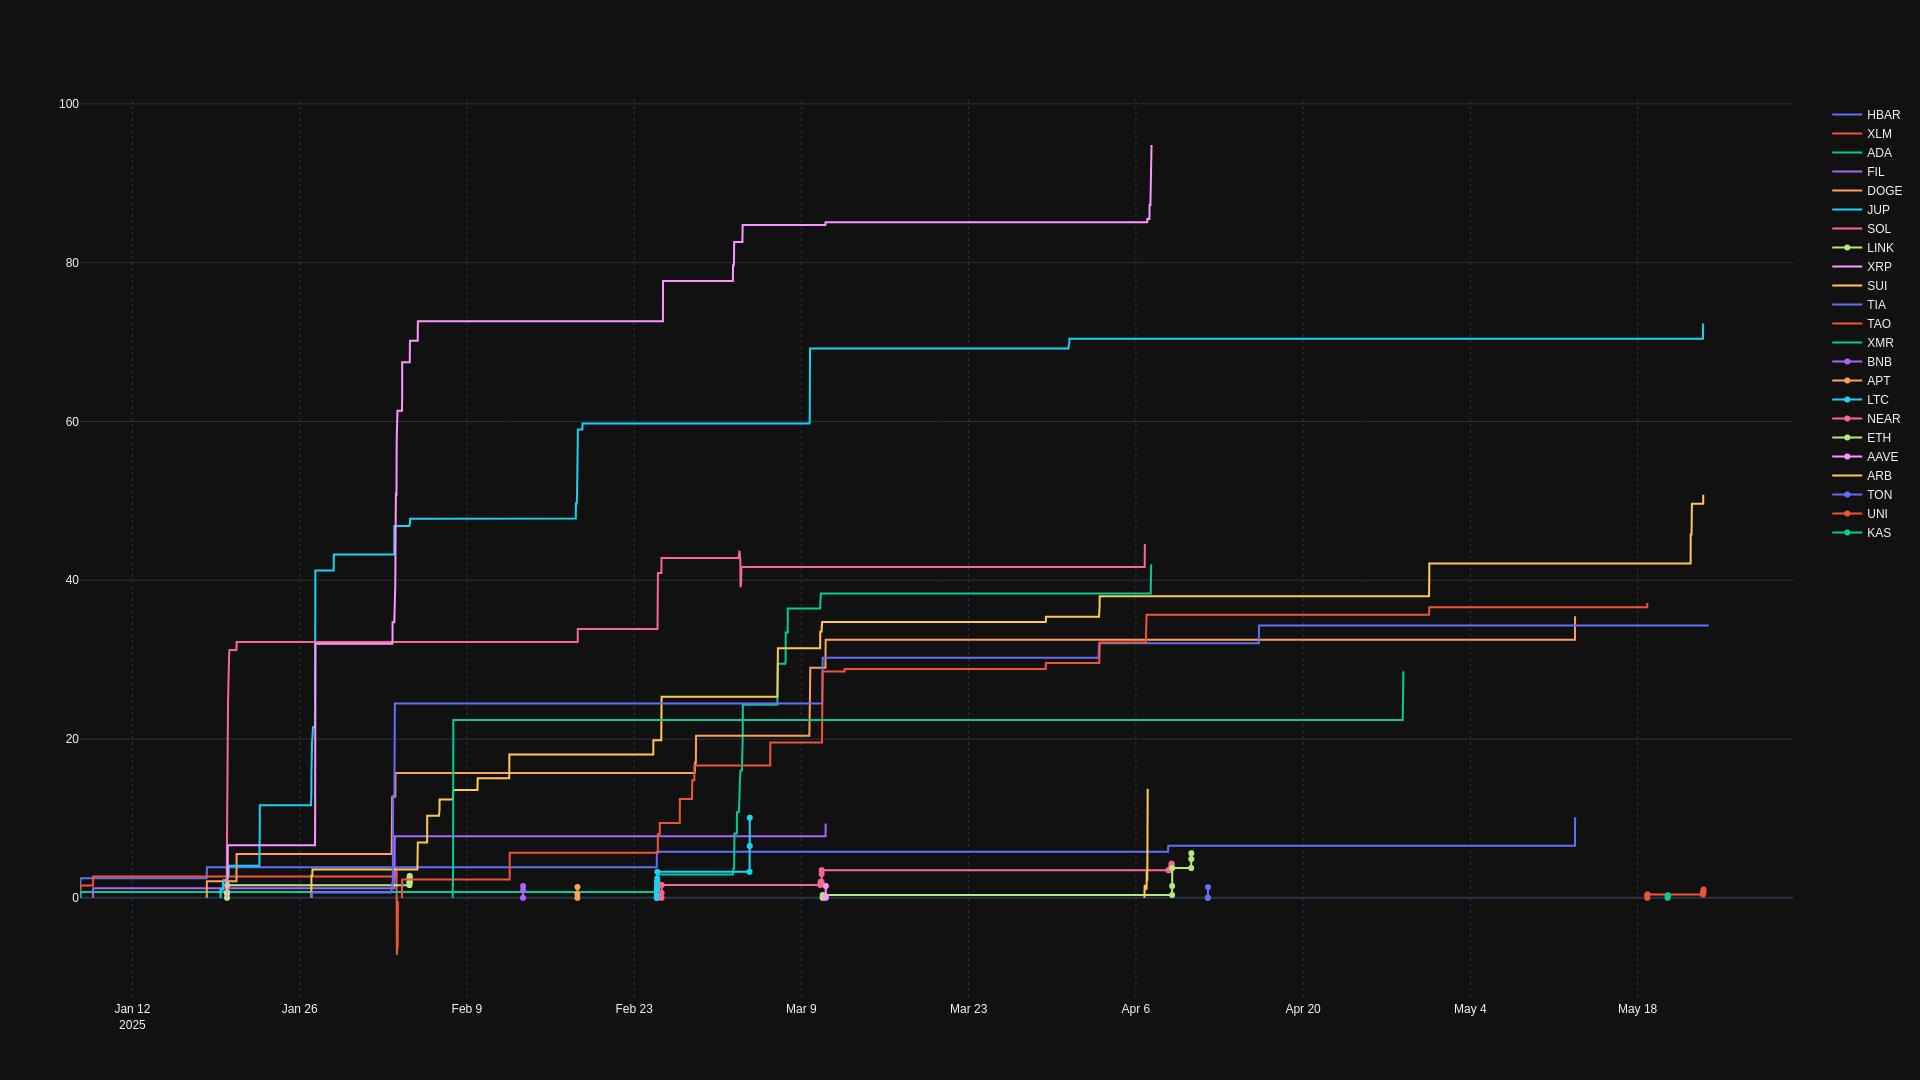 100
80
60
40
20
0
Jan 12
2025
Jan 26
Feb 9
Feb 23
Mar 9
Mar 23
Apr 6
Apr 20
May 4
May 18
HBAR
XLM
ADA
FIL
DOGE
JUP
SOL
LINK
XRP
SUI
TIA
TAO
XMR
BNB
APT
LTC
NEAR
ETH
AAVE
ARB
TON
UNI
KAS